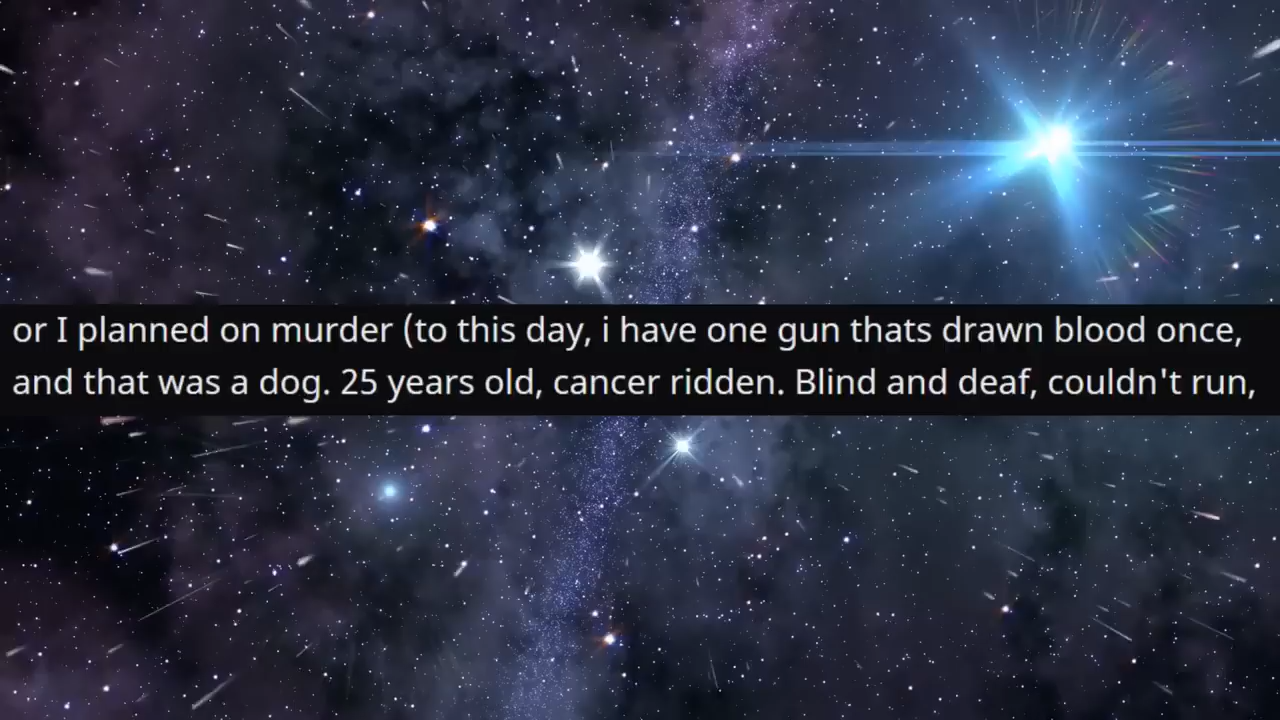 or I planned on murder (to this day, i have one gun thats drawn blood once,
and that was a dog. 25 years old, cancer ridden. Blind and deaf, couldn't run,